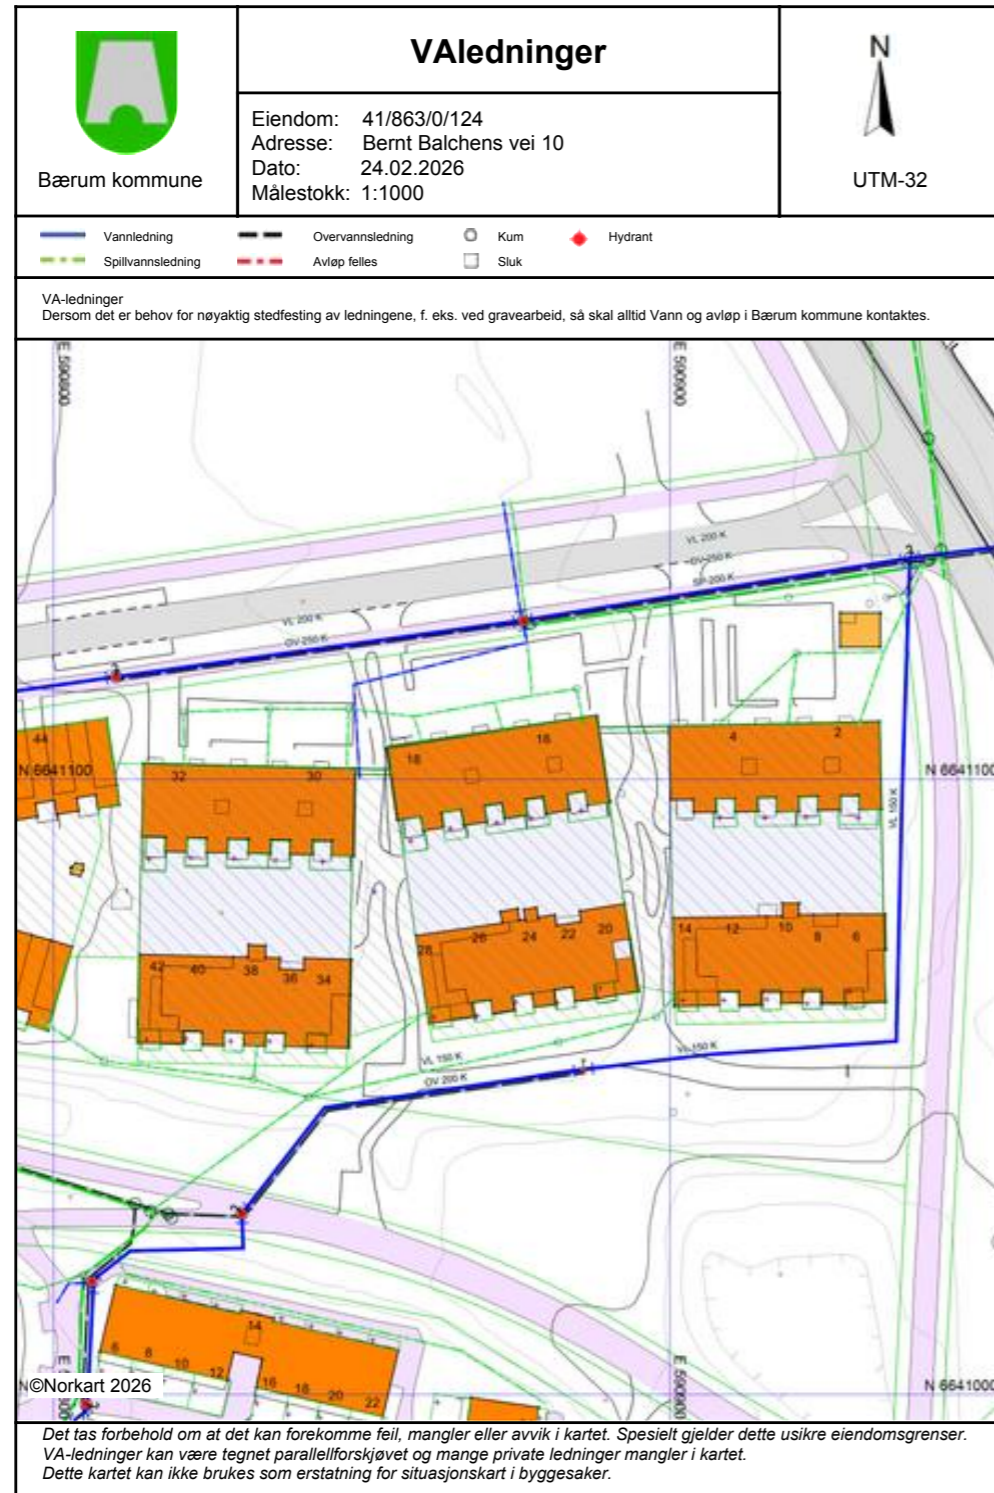 VAledninger
Bærum kommune
Eiendom: 41/863/0/124
Adresse: Bernt Balchens vei 10
Dato: 24.02.2026
Målestokk: 1:1000
N
UTM-32
Vannledning
Overvannsledning
Kum
Hydrant
Spillvannsledning
Avløp felles
Sluk
VA-ledninger
Dersom det er behov for nøyaktig stedfesting av ledningene, f. eks. ved gravearbeid, så skal alltid Vann og avløp i Bærum kommune kontaktes.
E 590800
E 590900
VL 200 K
OV 250 K
SP 200 K
VL 200 K
OV 250 K
44
N 6641100
32
30
18
16
4
2
N 6641100
VL 150 K
42
40
38
36
34
28
26
24
22
20
14
12
10
8
6
VL 150 K
OV 200 K
VL 150 K
14
6
8
10
12
16
18
20
22
E 590900
N 6641000
©Norkart 2026
Det tas forbehold om at det kan forekomme feil, mangler eller avvik i kartet. Spesielt gjelder dette usikre eiendomsgrenser.
VA-ledninger kan være tegnet parallellforskjøvet og mange private ledninger mangler i kartet.
Dette kartet kan ikke brukes som erstatning for situasjonskart i byggesaker.